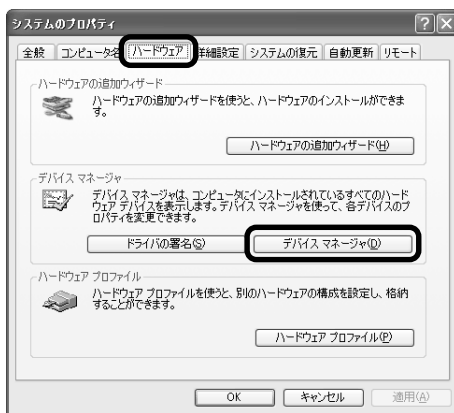 システムのプロパティ
全般 コンピュータ名 ハードウェア 詳細設定 システムの復元 自動更新 リモート
ハードウェアの追加ウィザード
ハードウェアの追加ウィザードを使うと、ハードウェアのインストールができま
す。
ハードウェアの追加ウィザード(H)
デバイス マネージャ
デバイス マネージャは、コンピュータにインストールされているすべてのハード
ウェア デバイスを表示します。デバイス マネージャを使って、各デバイスのプ
ロパティを変更できます。
ドライバの署名(S) デバイス マネージャ(D)
ハードウェア プロファイル
ハードウェア プロファイルを使うと、別のハードウェアの構成を設定し、格納
することができます。
ハードウェア プロファイル(P)
OK キャンセル 適用(A)